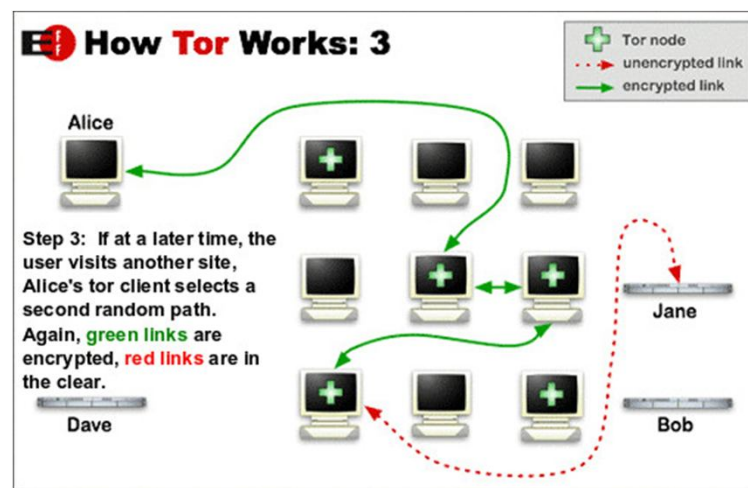 EFF How Tor Works: 3
Tor node
unencrypted link
encrypted link
Alice
Step 3: If at a later time, the
user visits another site,
Alice's tor client selects a
second random path.
Again, green links are
encrypted, red links are in
the clear.
Jane
Dave
Bob